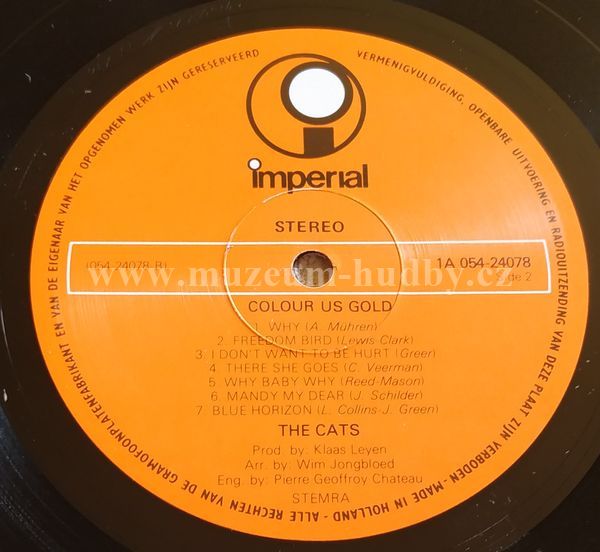 ALLE RECHTEN VAN DE GRAMOFOONPLATENFABRIKANT EN VAN DE EIGENAAR VAN HET OPGENOMEN WERK ZIJN GERESERVEERD
VERMENIGVULDIGING, OPENBARE UITVOERING EN RADIOUITZENDING VAN DEZE PLAAT ZIJN VERBODEN - MADE IN HOLLAND -
imperial
STEREO
(054-24078-B)
1A 054-24078
www.muzeum-hudby.cz
COLOUR US GOLD
1. WHY (A. Mühren)
2. FREEDOM BIRD (Lewis Clark)
3. I DON'T WANT TO BE HURT (Greer)
4. THERE SHE GOES (C. Veerman)
5. WHY BABY WHY (Reed-Mason)
6. MANDY MY DEAR (J. Schilder)
7. BLUE HORIZON (L. Collins-J. Green)
THE CATS
Prod. by: Klaas Leyen
Arr. by: Wim Jongbloed
Eng. by: Pierre Geoffroy Chateau
STEMRA